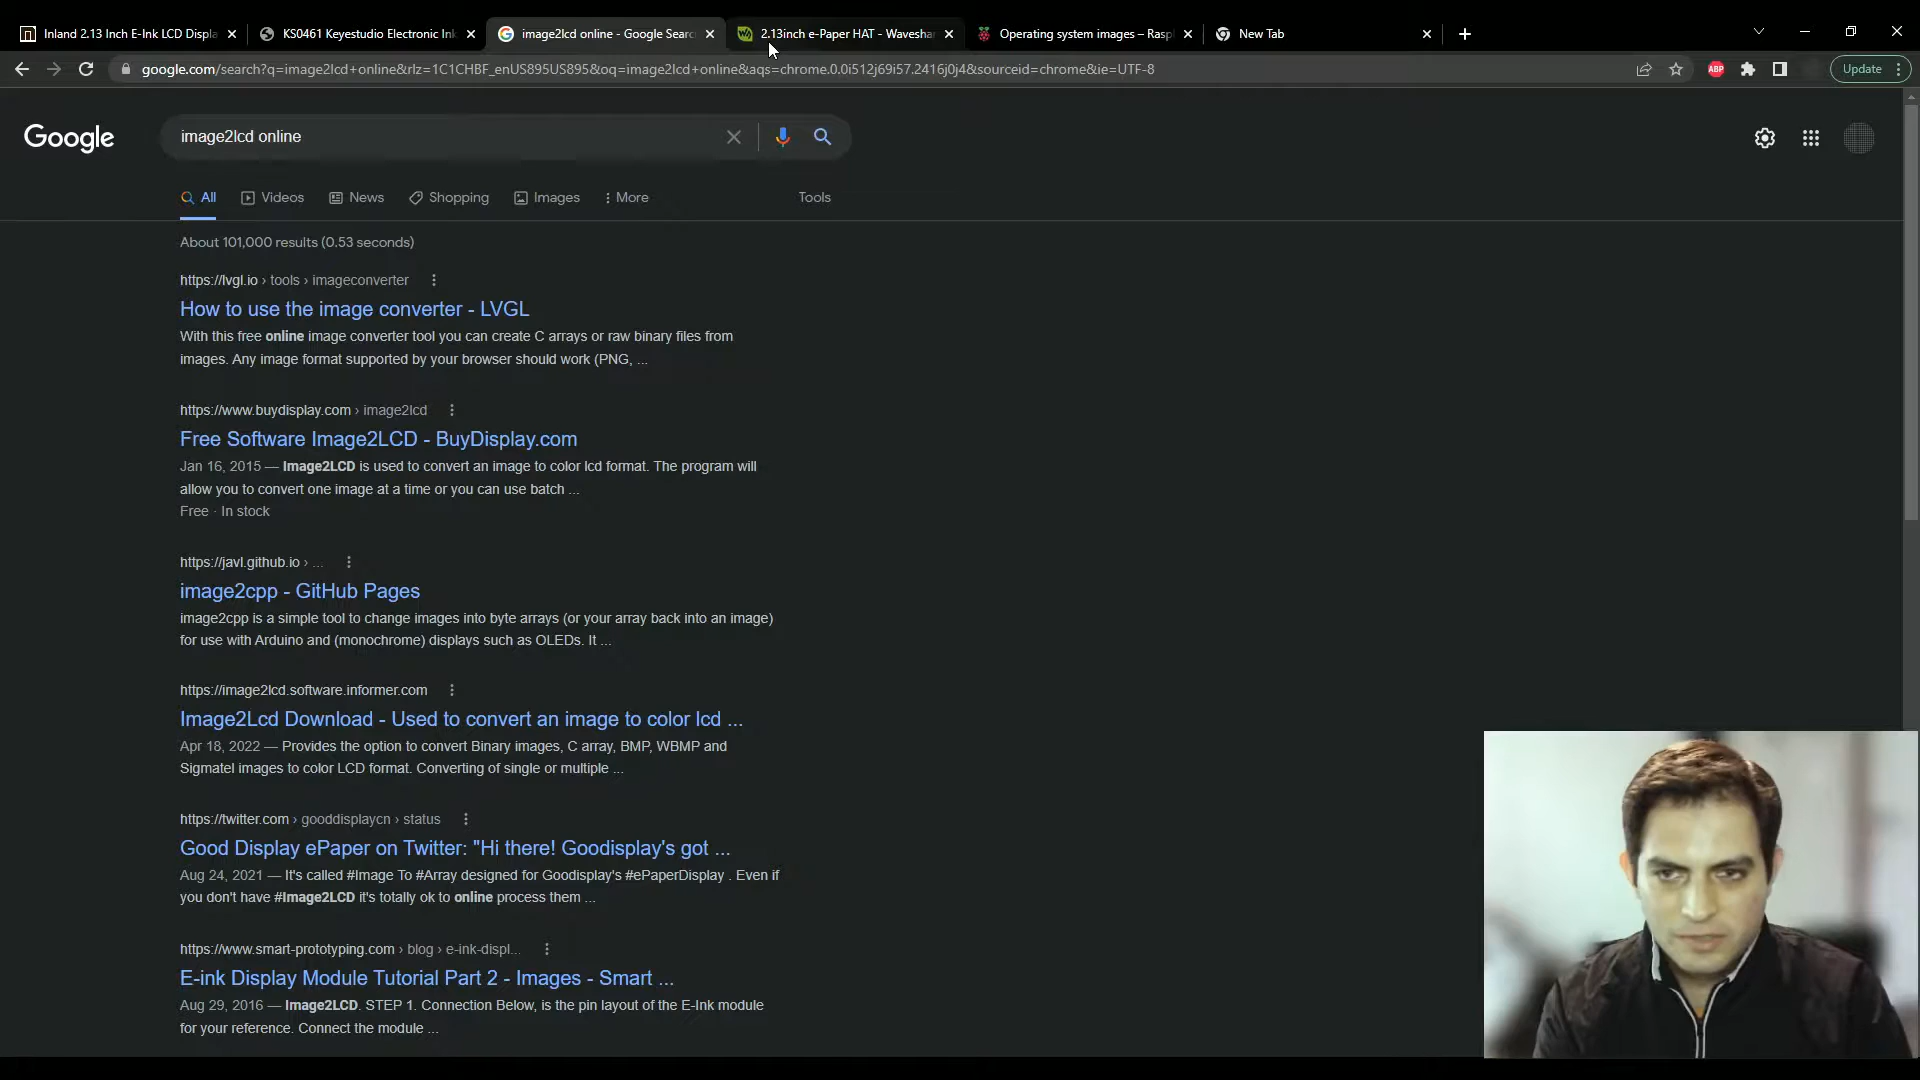 Inland 2.13 Inch E-Ink LCD Displa
KS0461 Keyestudio Electronic Ink
image2lcd online - Google Searc
2.13inch e-Paper HAT - Waveshar
Operating system images – Rasp
New Tab
google.com/search?q=image2lcd+online&rlz=1C1CHBF_enUS895US895&oq=image2lcd+online&aqs=chrome.0.0i512j69i57.2416j0j4&sourceid=chrome&ie=UTF-8
ABP
Update
Google
image2lcd online
All
Videos
News
Shopping
Images
More
Tools
About 101,000 results (0.53 seconds)
https://lvgl.io › tools › imageconverter
How to use the image converter - LVGL
With this free online image converter tool you can create C arrays or raw binary files from
images. Any image format supported by your browser should work (PNG, ...
https://www.buydisplay.com › image2lcd
Free Software Image2LCD - BuyDisplay.com
Jan 16, 2015 — Image2LCD is used to convert an image to color lcd format. The program will
allow you to convert one image at a time or you can use batch ...
Free · In stock
https://javl.github.io › ...
image2cpp - GitHub Pages
image2cpp is a simple tool to change images into byte arrays (or your array back into an image)
for use with Arduino and (monochrome) displays such as OLEDs. It ...
https://image2lcd.software.informer.com
Image2Lcd Download - Used to convert an image to color lcd ...
Apr 18, 2022 — Provides the option to convert Binary images, C array, BMP, WBMP and
Sigmatel images to color LCD format. Converting of single or multiple ...
https://twitter.com › gooddisplaycn › status
Good Display ePaper on Twitter: "Hi there! Goodisplay's got ...
Aug 24, 2021 — It's called #Image To #Array designed for Goodisplay's #ePaperDisplay . Even if
you don't have #Image2LCD it's totally ok to online process them ...
https://www.smart-prototyping.com › blog › e-ink-displ...
E-ink Display Module Tutorial Part 2 - Images - Smart ...
Aug 29, 2016 — Image2LCD. STEP 1. Connection Below, is the pin layout of the E-Ink module
for your reference. Connect the module ...